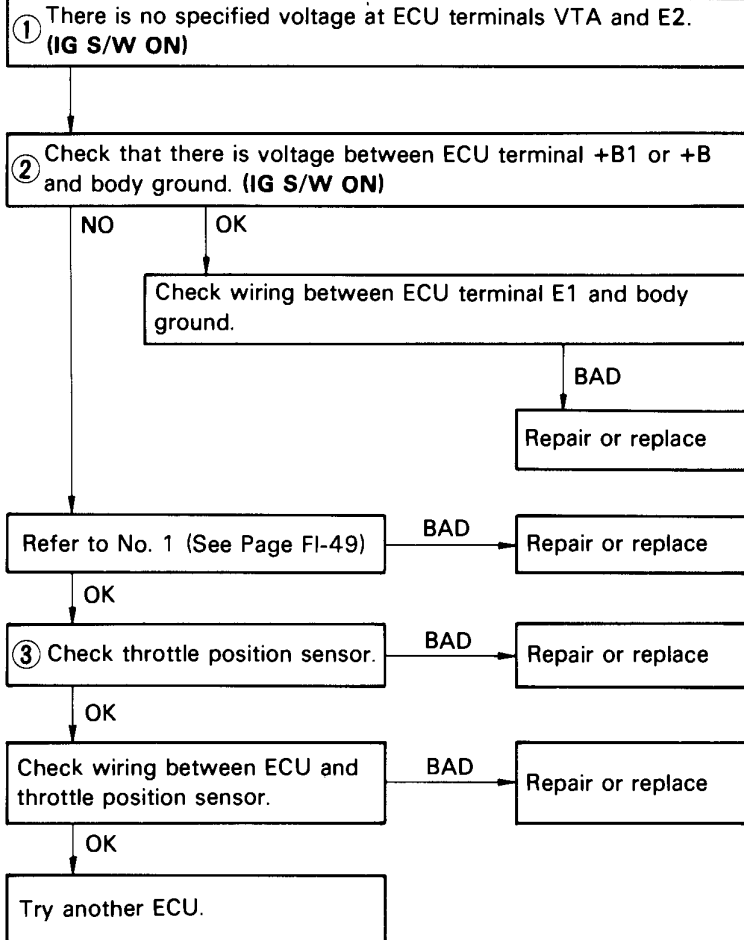 ① There is no specified voltage at ECU terminals VTA and E2.
(IG S/W ON)
② Check that there is voltage between ECU terminal +B1 or +B
and body ground. (IG S/W ON)
NO
OK
Check wiring between ECU terminal E1 and body
ground.
BAD
Repair or replace
Refer to No. 1 (See Page FI-49)
BAD
Repair or replace
OK
③ Check throttle position sensor.
BAD
Repair or replace
OK
Check wiring between ECU and
throttle position sensor.
BAD
Repair or replace
OK
Try another ECU.